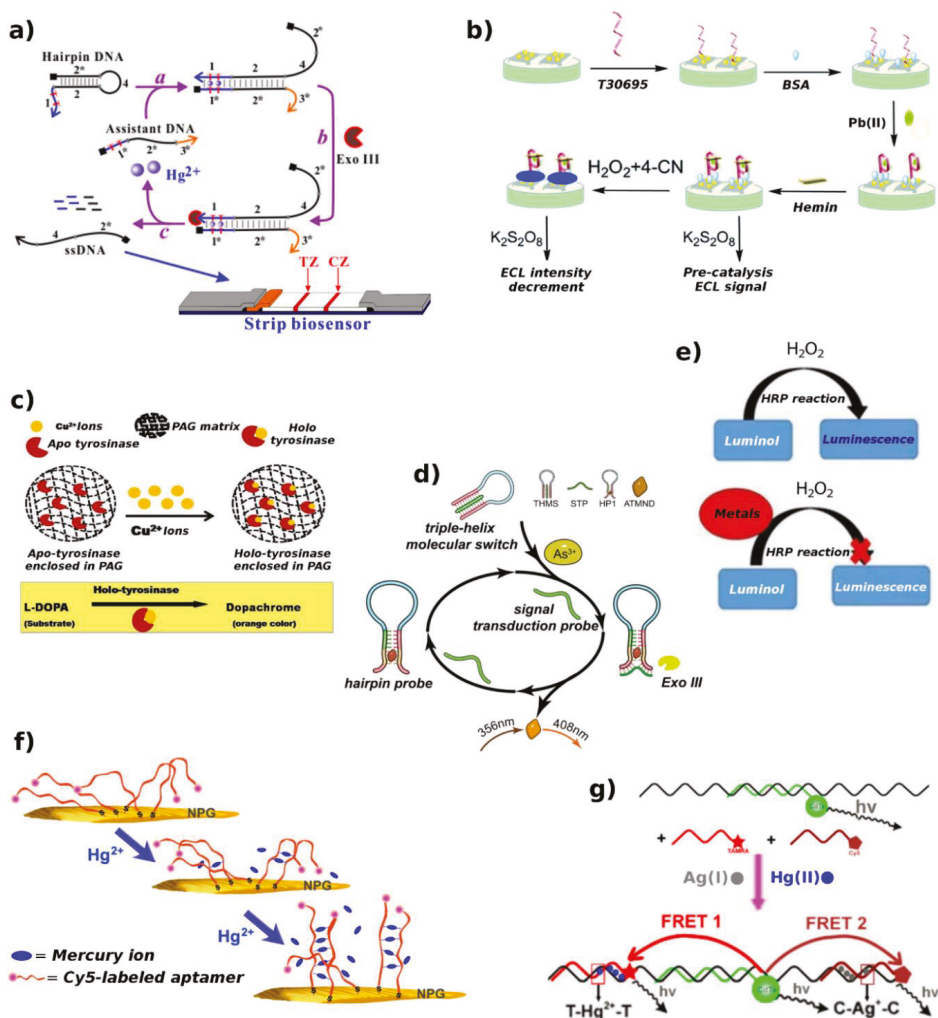 a)
Hairpin DNA
2*
4
2
1
a
2*
1
2
4
1*
2*
3*
Assistant DNA
1*
2*
3*
b
Exo III
Hg2+
2*
1
2
4
1*
2*
3*
c
4
2*
ssDNA
TZ CZ
Strip biosensor
b)
T30695
BSA
Pb(II)
Hemin
H2O2+4-CN
K2S2O8
K2S2O8
ECL intensity
decrement
Pre-catalysis
ECL signal
c)
Cu2+Ions
Apo tyrosinase
PAG matrix
Holo
tyrosinase
Cu2+Ions
Apo-tyrosinase
enclosed in PAG
Holo-tyrosinase
enclosed in PAG
Holo-tyrosinase
L-DOPA
(Substrate)
Dopachrome
(orange color)
d)
THMS STP HP1 ATMND
triple-helix
molecular switch
As3+
signal
transduction probe
hairpin probe
Exo III
356nm
408nm
e)
H2O2
HRP reaction
Luminol
Luminescence
Metals
H2O2
HRP reaction
Luminol
Luminescence
f)
NPG
Hg2+
NPG
Hg2+
NPG
= Mercury ion
= Cy5-labeled aptamer
g)
hv
+
TAMRA
+
Cy5
Ag(I)
Hg(II)
FRET 1
FRET 2
hv
hv
hv
T-Hg2+-T
C-Ag+-C